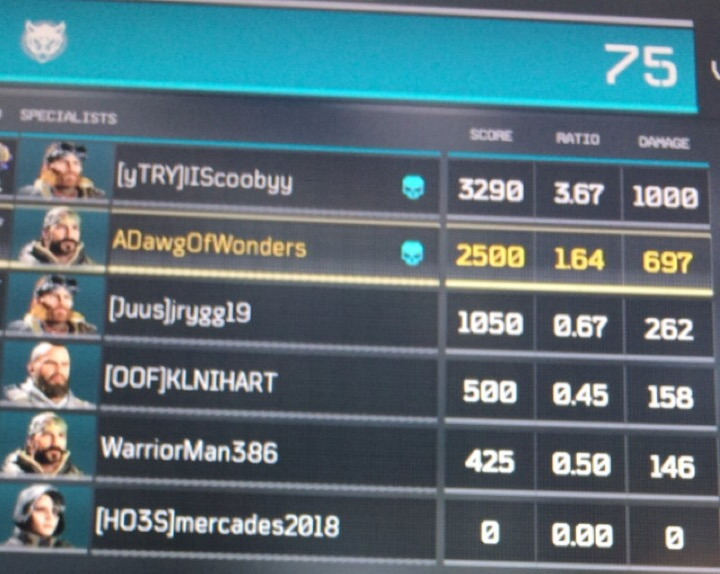 75
SPECIALISTS SCORE RATIO DAMAGE
[yTRY]IIScoobyy 3290 3.67 1000
ADawgOfWonders 2500 1.64 697
[Juus]jrygg19 1050 0.67 262
[OOF]KLNIHART 500 0.45 158
WarriorMan386 425 0.50 146
[HO3S]mercades2018 0 0.00 0